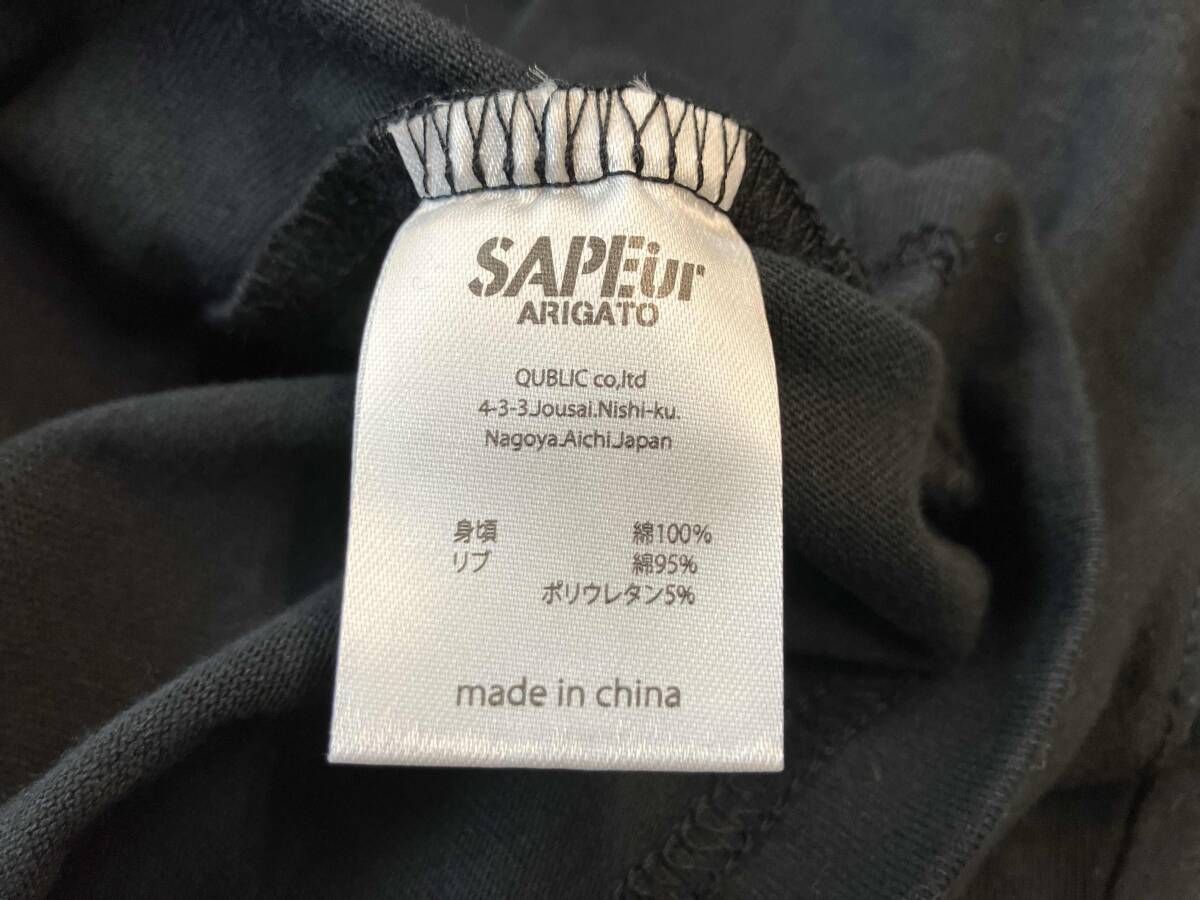 SAPEur
ARIGATO
QUBLIC co,ltd
4-3-3.Jousai.Nishi-ku.
Nagoya.Aichi.Japan
身頃 綿100%
リブ 綿95%
ポリウレタン5%
made in china